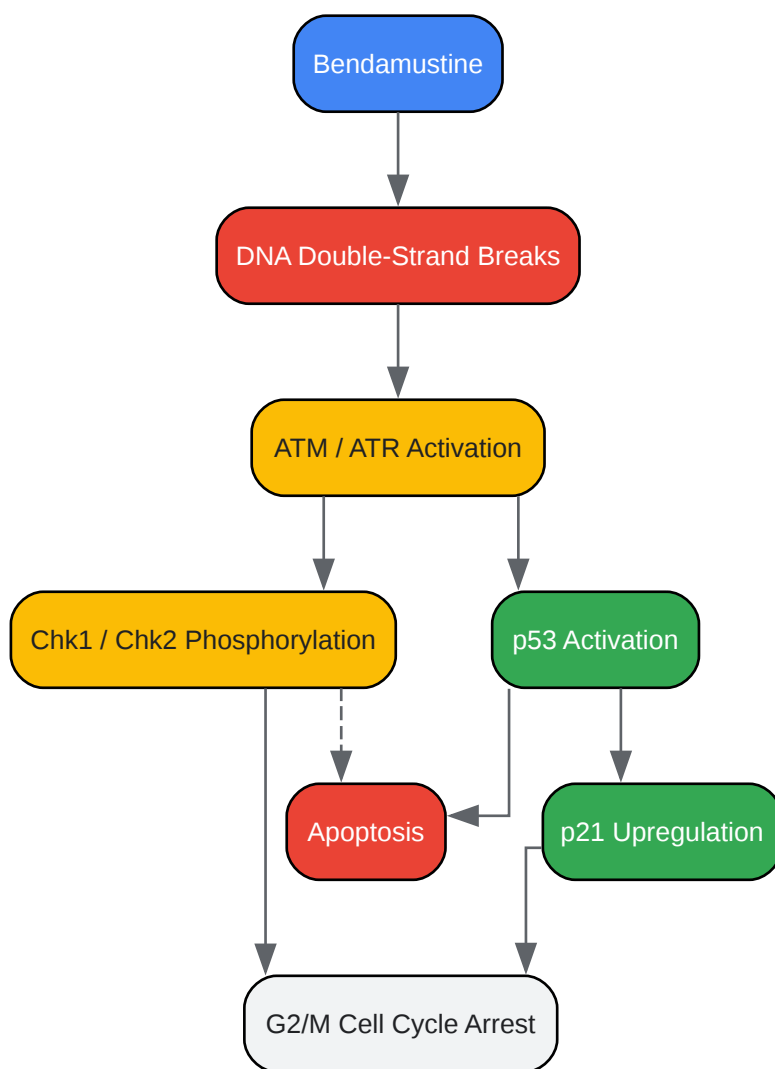 Bendamustine
DNA Double-Strand Breaks
ATM / ATR Activation
Chk1 / Chk2 Phosphorylation
p53 Activation
Apoptosis
p21 Upregulation
G2/M Cell Cycle Arrest